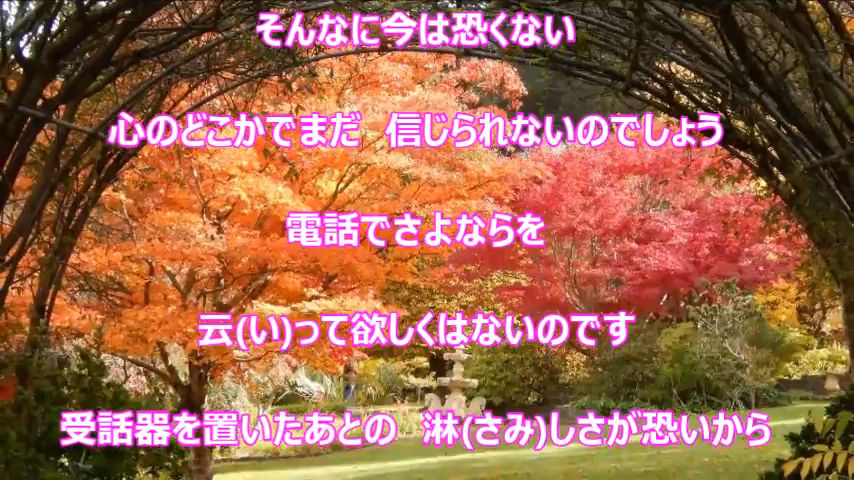 そんなに今は恐くない
心のどこかでまだ　信じられないのでしょう
電話でさよならを
云(い)って欲しくはないのです
受話器を置いたあとの　淋(さみ)しさが恐いから